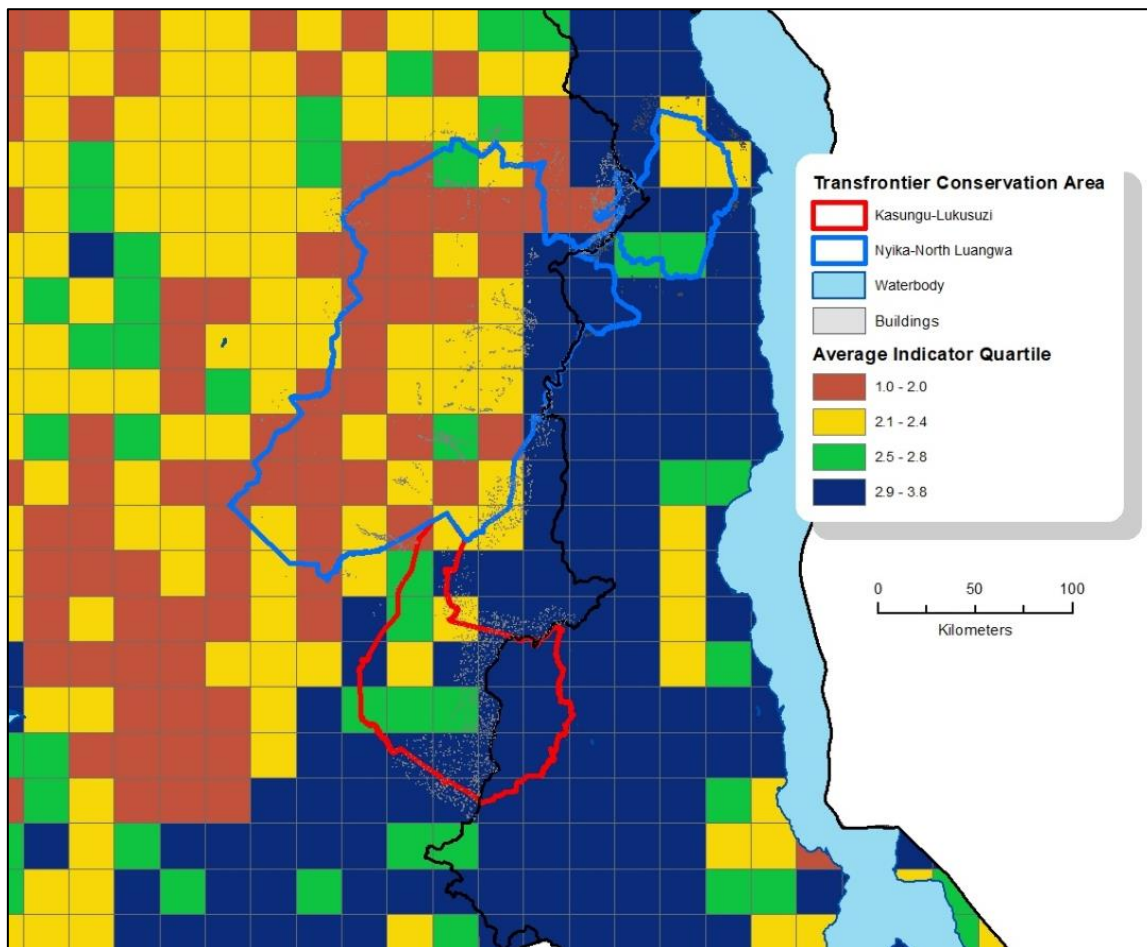 Transfrontier Conservation Area
Kasungu-Lukusuzi
Nyika-North Luangwa
Waterbody
Buildings
Average Indicator Quartile
1.0 - 2.0
2.1 - 2.4
2.5 - 2.8
2.9 - 3.8
0 50 100
Kilometers